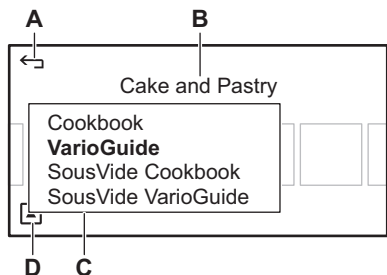 A B
Cake and Pastry
Cookbook
VarioGuide
SousVide Cookbook
SousVide VarioGuide
D C